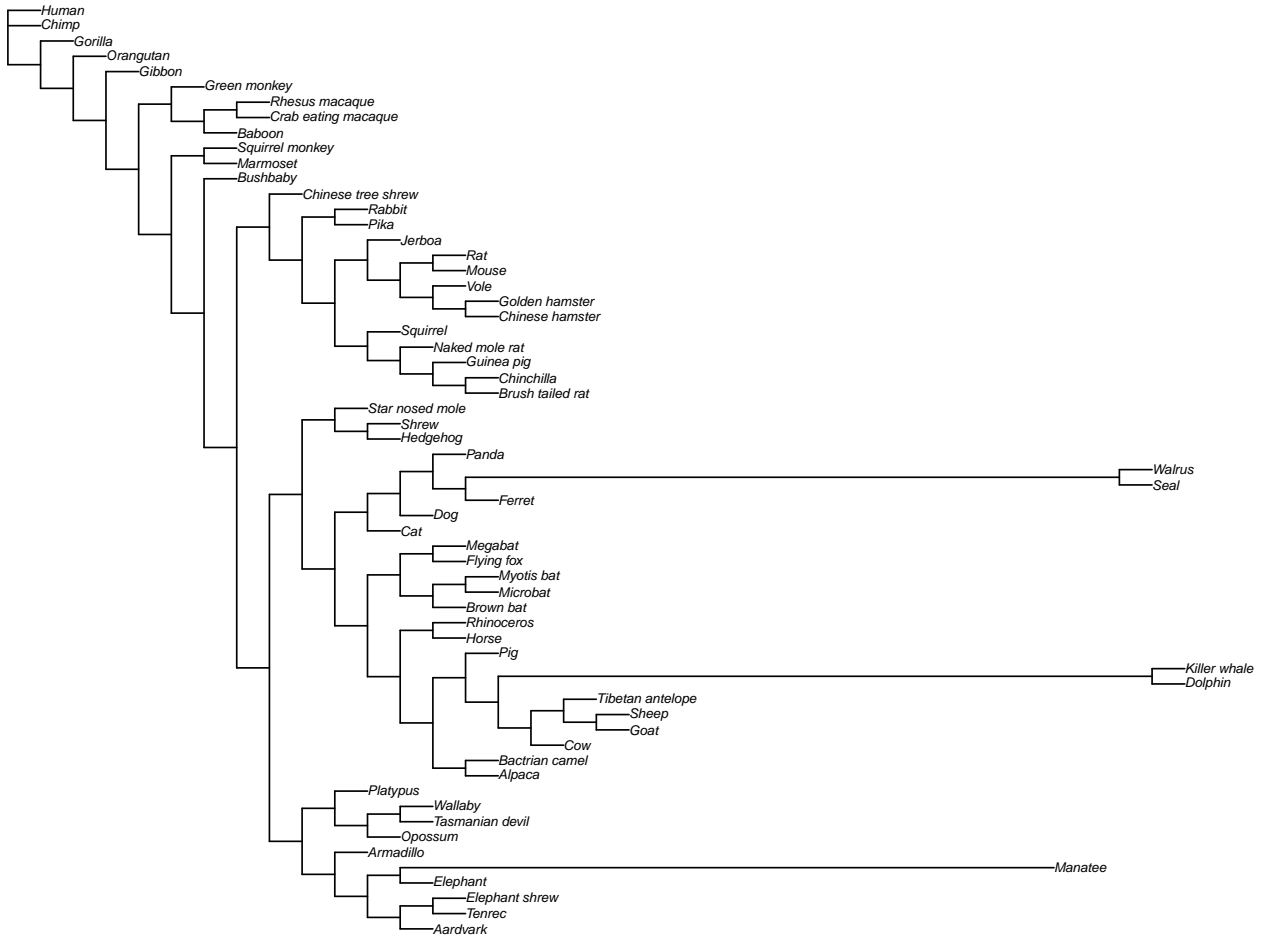 Human
Chimp
Gorilla
Orangutan
Gibbon
Green monkey
Rhesus macaque
Crab eating macaque
Baboon
Squirrel monkey
Marmoset
Bushbaby
Chinese tree shrew
Rabbit
Pika
Jerboa
Rat
Mouse
Vole
Golden hamster
Chinese hamster
Squirrel
Naked mole rat
Guinea pig
Chinchilla
Brush tailed rat
Star nosed mole
Shrew
Hedgehog
Panda
Walrus
Seal
Ferret
Dog
Cat
Megabat
Flying fox
Myotis bat
Microbat
Brown bat
Rhinoceros
Horse
Pig
Killer whale
Dolphin
Tibetan antelope
Sheep
Goat
Cow
Bactrian camel
Alpaca
Platypus
Wallaby
Tasmanian devil
Opossum
Armadillo
Manatee
Elephant
Elephant shrew
Tenrec
Aardvark